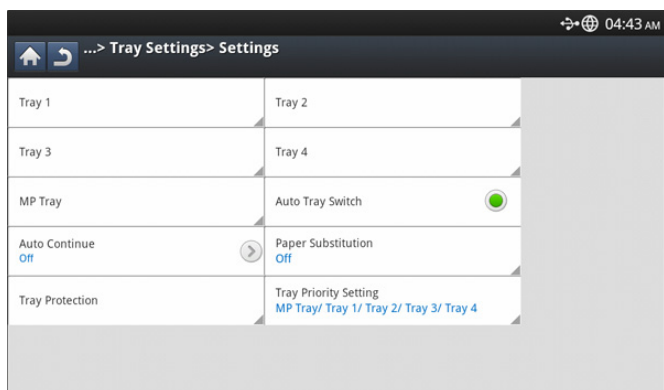 04:43 AM
...> Tray Settings> Settings
Tray 1
Tray 2
Tray 3
Tray 4
MP Tray
Auto Tray Switch
Auto Continue
Off
Paper Substitution
Off
Tray Protection
Tray Priority Setting
MP Tray/ Tray 1/ Tray 2/ Tray 3/ Tray 4